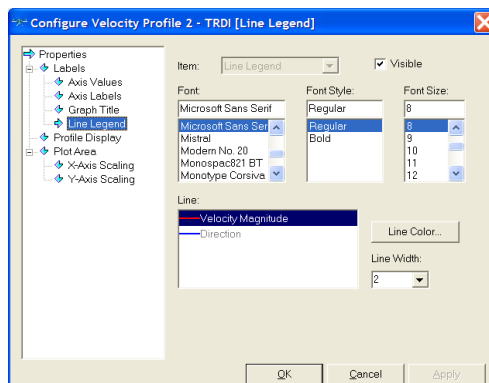 Configure Velocity Profile 2 - TRDI [Line Legend]
Properties
Labels
Axis Values
Axis Labels
Graph Title
Line Legend
Profile Display
Plot Area
X-Axis Scaling
Y-Axis Scaling
Item: Line Legend Visible
Font: Font Style: Font Size:
Microsoft Sans Serif Regular 8
Microsoft Sans Ser Regular 8
Mistral Bold 9
Modern No. 20 10
Monospac821 BT 11
Monotype Corsiva 12
Line:
Velocity Magnitude
Direction
Line Color...
Line Width:
2
OK Cancel Apply